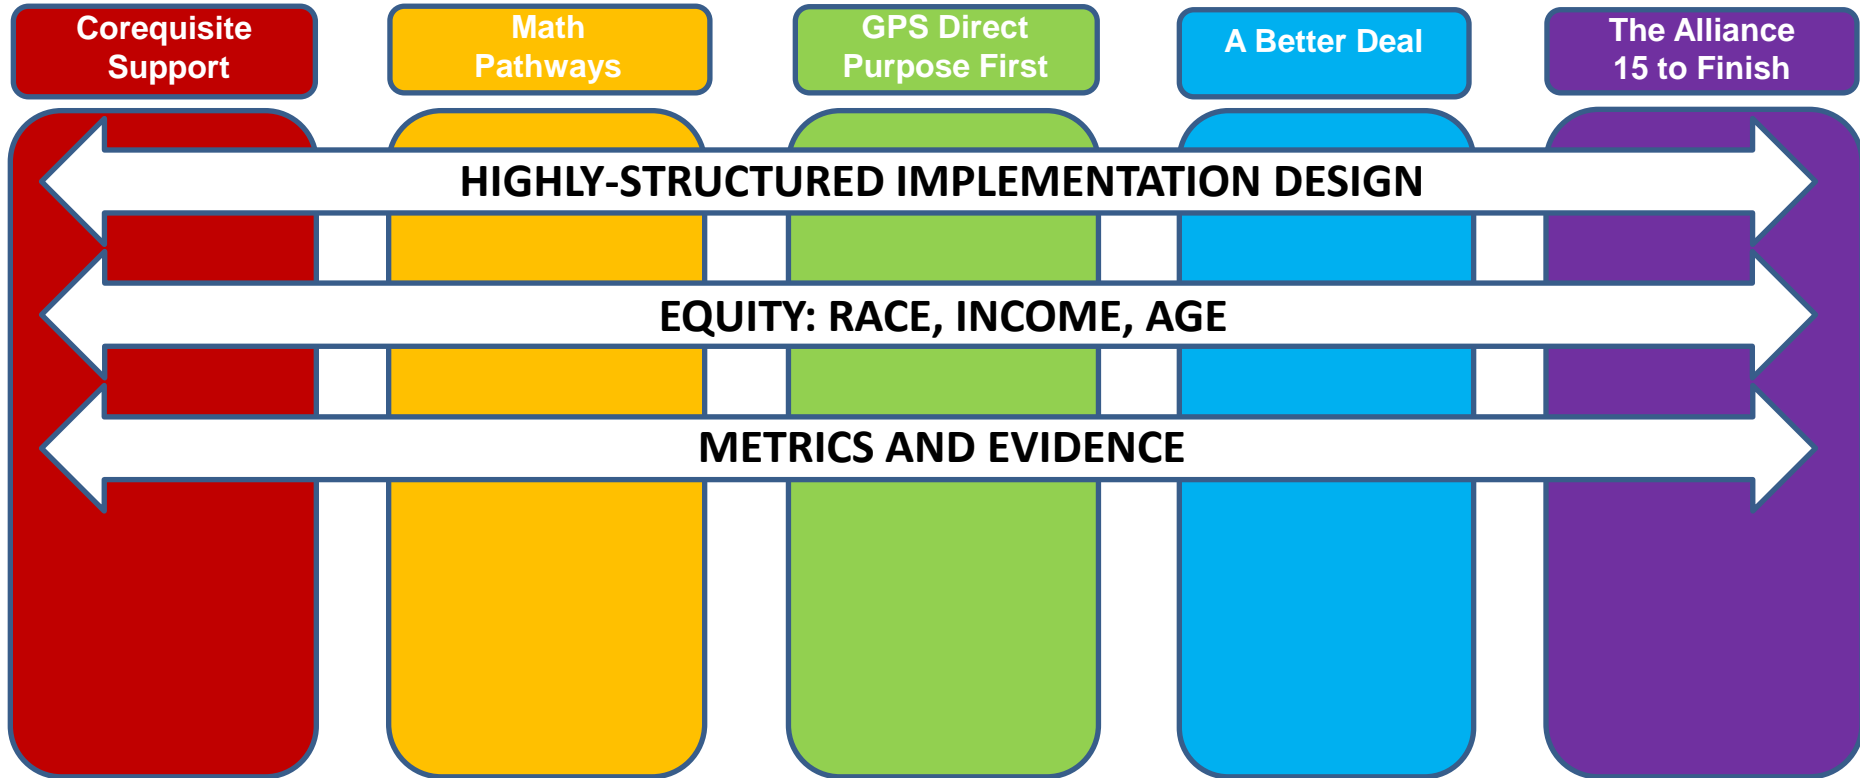 Corequisite
Support
Math
Pathways
GPS Direct
Purpose First
A Better Deal
The Alliance
15 to Finish
HIGHLY-STRUCTURED IMPLEMENTATION DESIGN
EQUITY: RACE, INCOME, AGE
METRICS AND EVIDENCE